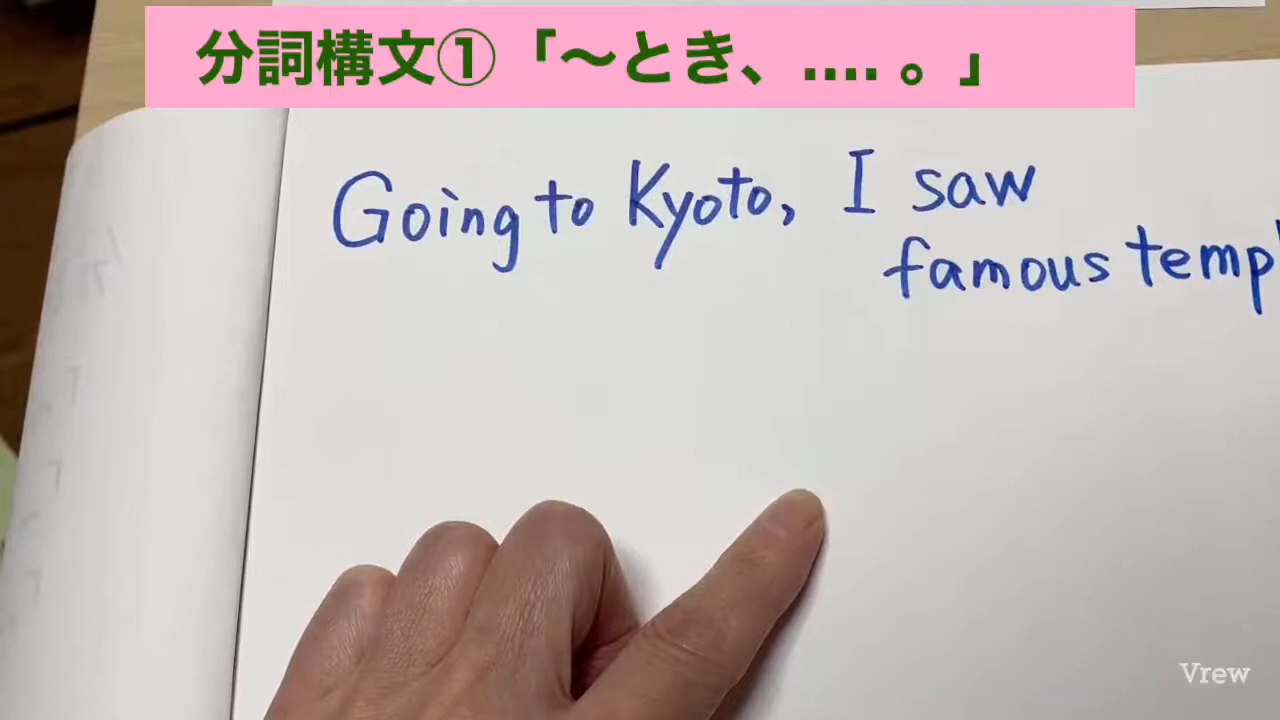 分詞構文①「〜とき、.... 。」
Going to Kyoto, I saw
famous temp
Vrew